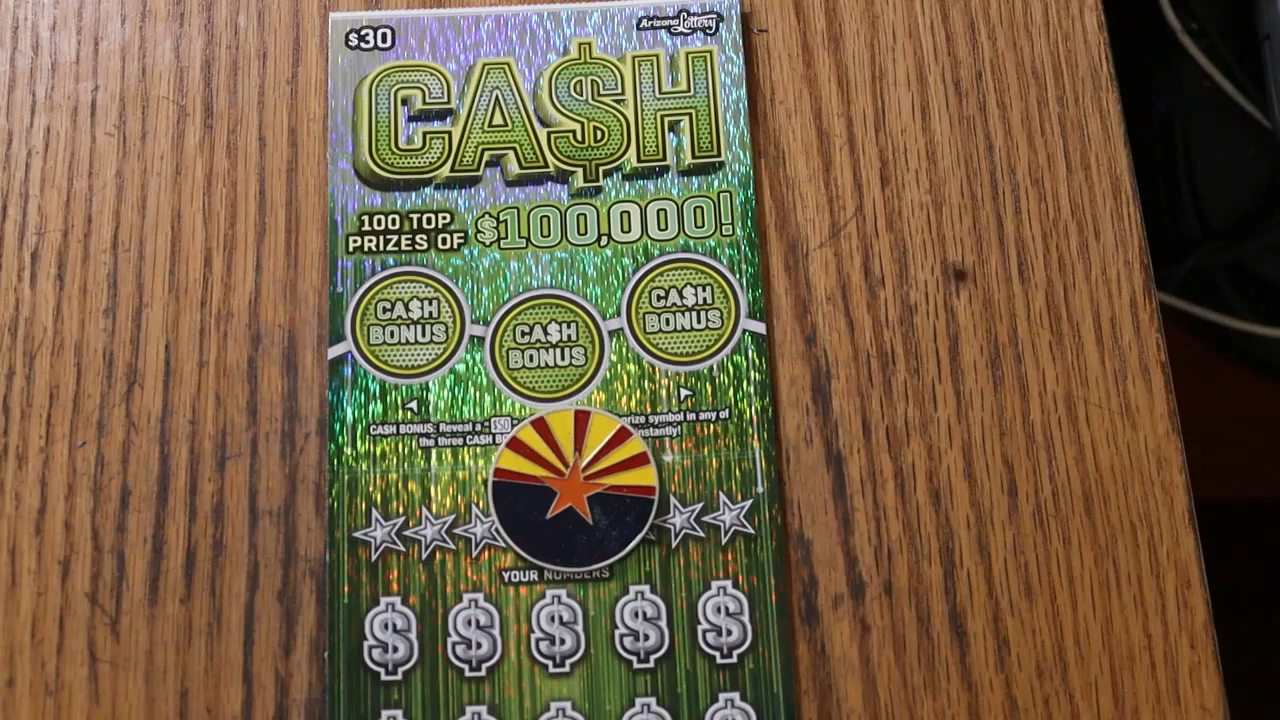 $30
Arizona Lottery
CA$H
100 TOP
PRIZES OF
$100,000!
CA$H
BONUS
CA$H
BONUS
CA$H
BONUS
CA$H BONUS: Reveal a "$50" prize symbol in any of
the three CA$H instantly!
YOUR NUMBERS
$ $ $ $ $